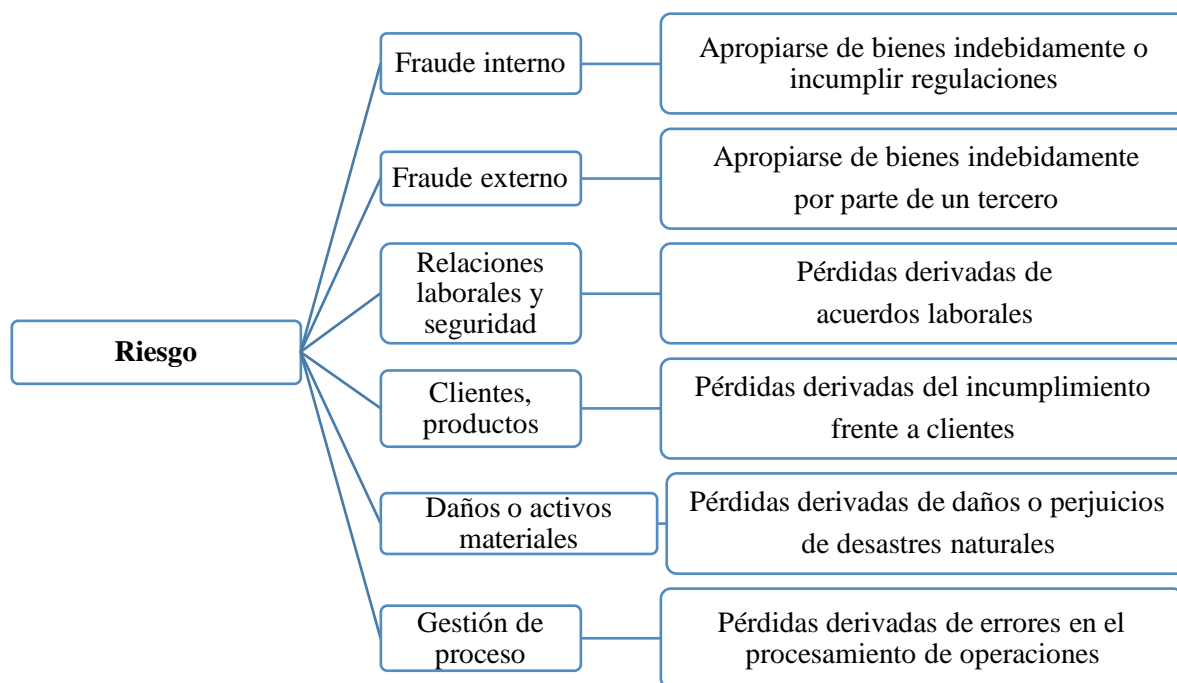 Riesgo
Fraude interno
Apropiarse de bienes indebidamente o
incumplir regulaciones
Fraude externo
Apropiarse de bienes indebidamente
por parte de un tercero
Relaciones
laborales y
seguridad
Pérdidas derivadas de
acuerdos laborales
Clientes,
productos
Pérdidas derivadas del incumplimiento
frente a clientes
Daños o activos
materiales
Pérdidas derivadas de daños o perjuicios
de desastres naturales
Gestión de
proceso
Pérdidas derivadas de errores en el
procesamiento de operaciones